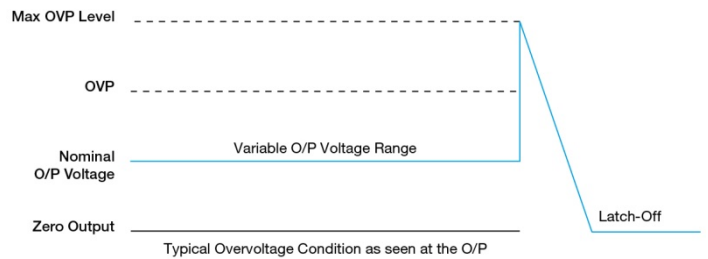 Max OVP Level
OVP
Variable O/P Voltage Range
Nominal
O/P Voltage
Latch-Off
Zero Output
Typical Overvoltage Condition as seen at the O/P